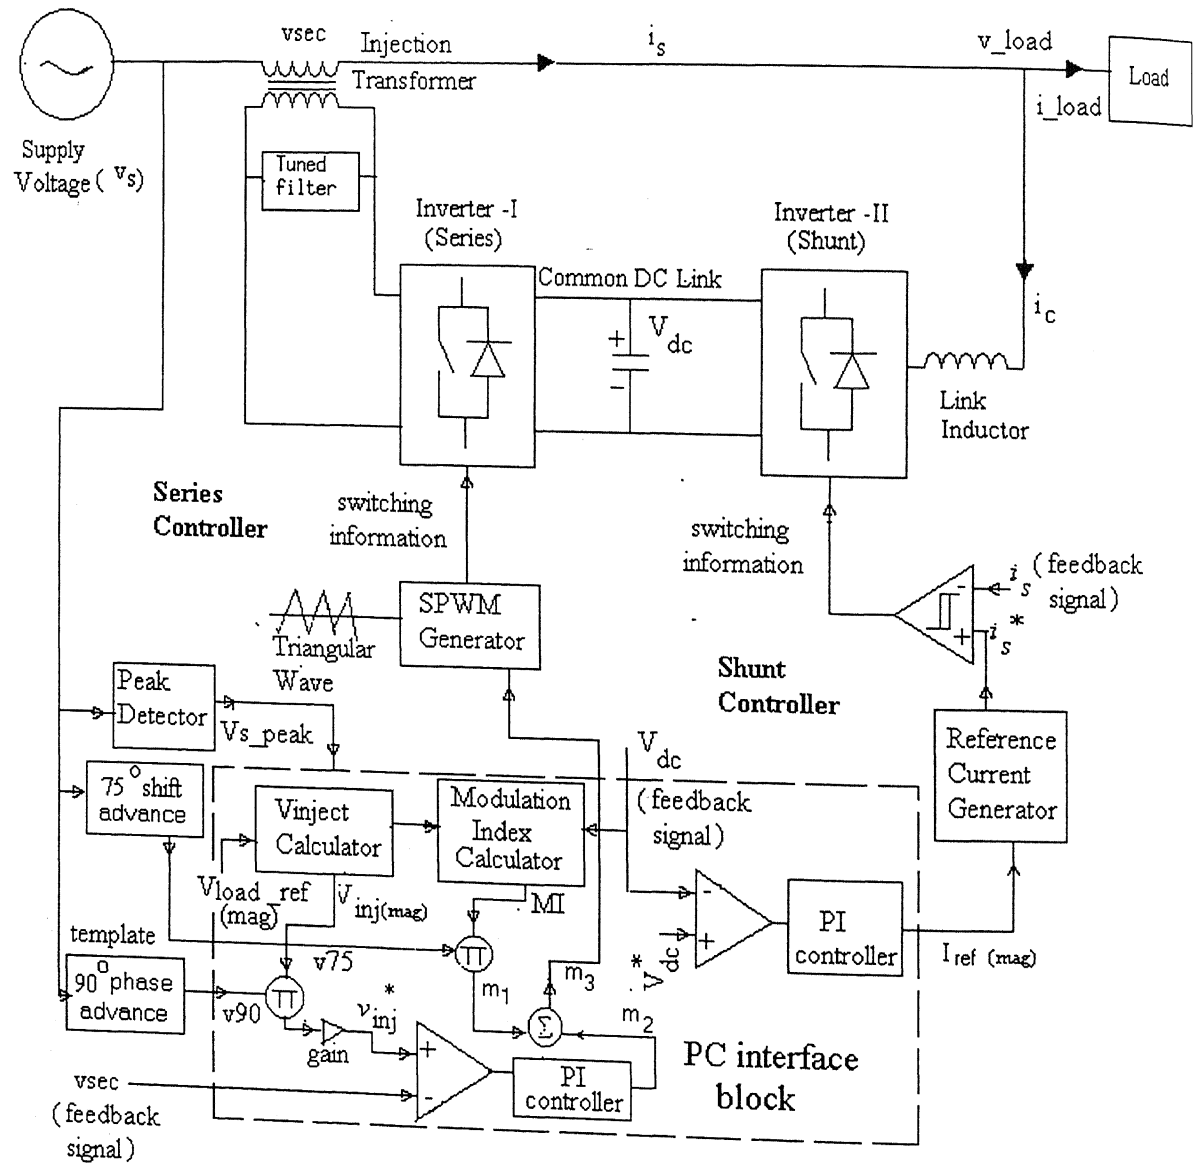 vsec
Injection
Transformer
i_s
v_load
Load
i_load
Supply
Voltage ( v_s)
Tuned
filter
Inverter -I
(Series)
Inverter -II
(Shunt)
Common DC Link
+
V_dc
-
i_c
Link
Inductor
Series
Controller
switching
information
switching
information
SPWM
Generator
Triangular
Wave
-
i_s (feedback
signal)
+
i_s*
Shunt
Controller
Peak
Detector
Vs_peak
Reference
Current
Generator
V_dc
(feedback
signal)
75° shift
advance
Vinject
Calculator
Modulation
Index
Calculator
Vload_ref
(mag)
V_inj(mag)
MI
-
+
V_dc*
PI
controller
I_ref (mag)
template
v75
π
m_1
m_3
m_2
Σ
90° phase
advance
v90
π
gain
v_inj*
+
-
PI
controller
PC interface
block
vsec
(feedback
signal)